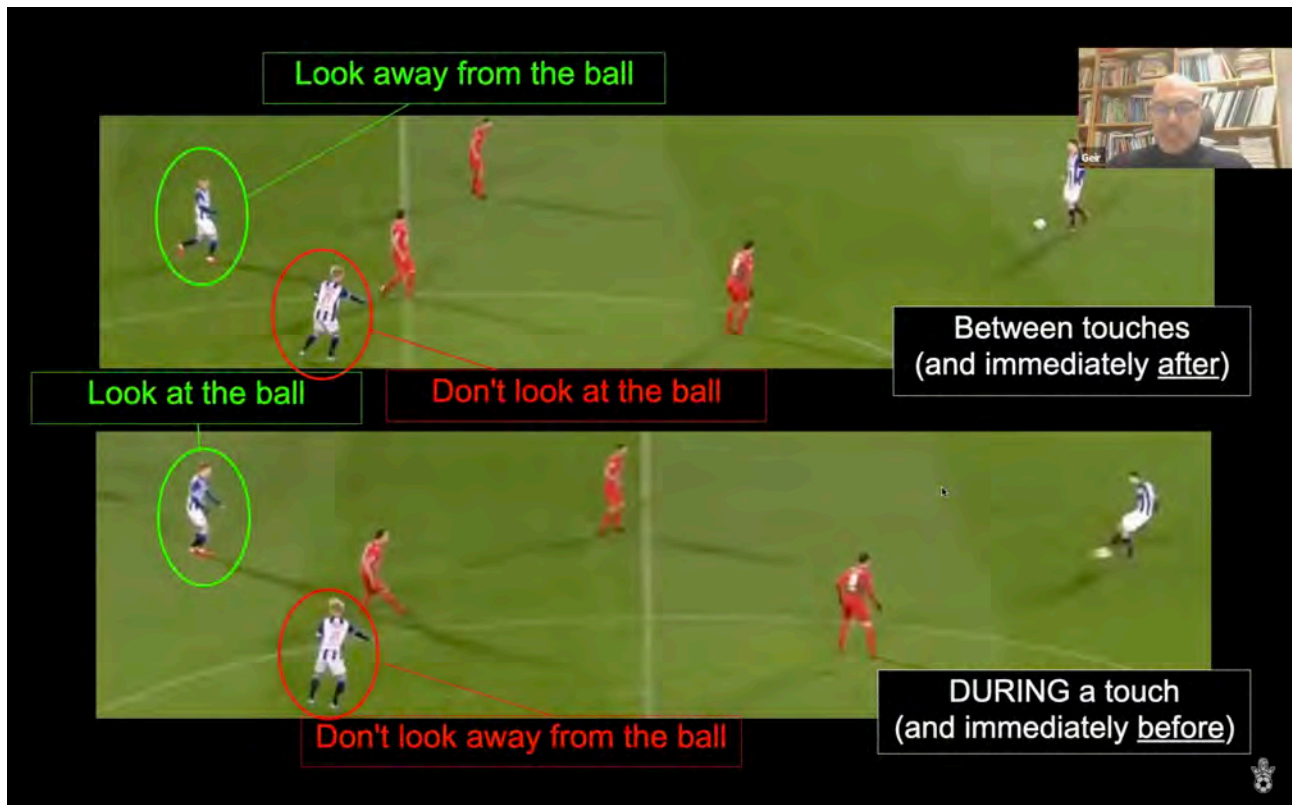 Look away from the ball
Geir
Between touches
(and immediately after)
Look at the ball
Don't look at the ball
DURING a touch
(and immediately before)
Don't look away from the ball